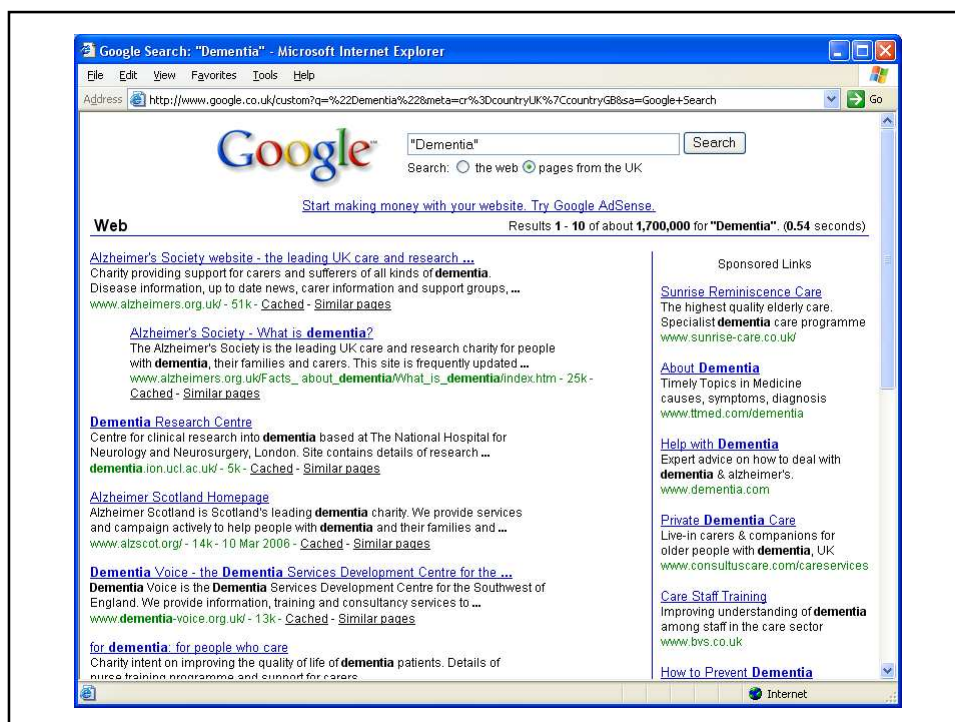 Google Search: "Dementia" - Microsoft Internet Explorer
File Edit View Favorites Tools Help
Address http://www.google.co.uk/custom?q=%22Dementia%22&meta=cr%3DcountryUK%7CcountryGB&sa=Google+Search Go
Google
"Dementia" Search
Search: the web pages from the UK
Start making money with your website. Try Google AdSense.
Web Results 1 - 10 of about 1,700,000 for "Dementia". (0.54 seconds)
Alzheimer's Society website - the leading UK care and research ...
Charity providing support for carers and sufferers of all kinds of dementia.
Disease information, up to date news, carer information and support groups, ...
www.alzheimers.org.uk/ - 51k - Cached - Similar pages
Alzheimer's Society - What is dementia?
The Alzheimer's Society is the leading UK care and research charity for people
with dementia, their families and carers. This site is frequently updated ...
www.alzheimers.org.uk/Facts_about_dementia/What_is_dementia/index.htm - 25k -
Cached - Similar pages
Dementia Research Centre
Centre for clinical research into dementia based at The National Hospital for
Neurology and Neurosurgery, London. Site contains details of research ...
dementia.ion.ucl.ac.uk/ - 5k - Cached - Similar pages
Alzheimer Scotland Homepage
Alzheimer Scotland is Scotland's leading dementia charity. We provide services
and campaign actively to help people with dementia and their families and ...
www.alzscot.org/ - 14k - 10 Mar 2006 - Cached - Similar pages
Dementia Voice - the Dementia Services Development Centre for the ...
Dementia Voice is the Dementia Services Development Centre for the Southwest of
England. We provide information, training and consultancy services to ...
www.dementia-voice.org.uk/ - 13k - Cached - Similar pages
for dementia: for people who care
Charity intent on improving the quality of life of dementia patients. Details of
nurse training programme and support for carers.
Sponsored Links
Sunrise Reminiscence Care
The highest quality elderly care.
Specialist dementia care programme
www.sunrise-care.co.uk/
About Dementia
Timely Topics in Medicine
causes, symptoms, diagnosis
www.ttmed.com/dementia
Help with Dementia
Expert advice on how to deal with
dementia & alzheimer's.
www.dementia.com
Private Dementia Care
Live-in carers & companions for
older people with dementia, UK
www.consultuscare.com/careservices
Care Staff Training
Improving understanding of dementia
among staff in the care sector
www.bvs.co.uk
How to Prevent Dementia
Internet